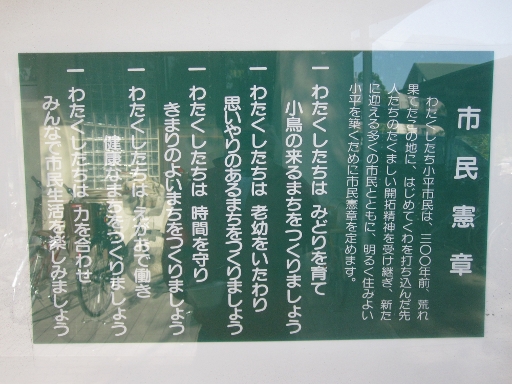 市民憲章
わたくしたち小平市民は、三〇〇年前、荒れ
果てたこの地に、はじめてくわを打ち込んだ先
人たちのたくましい開拓精神を受け継ぎ、新た
に迎える多くの市民とともに、明るく住みよい
小平を築くために市民憲章を定めます。
一 わたくしたちは みどりを育て
小鳥の来るまちをつくりましょう
一 わたくしたちは 老幼をいたわり
思いやりのあるまちをつくりましょう
一 わたくしたちは 時間を守り
きまりのよいまちをつくりましょう
一 わたくしたちは えがおで働き
健康なまちをつくりましょう
一 わたくしたちは 力を合わせ
みんなで市民生活を楽しみましょう